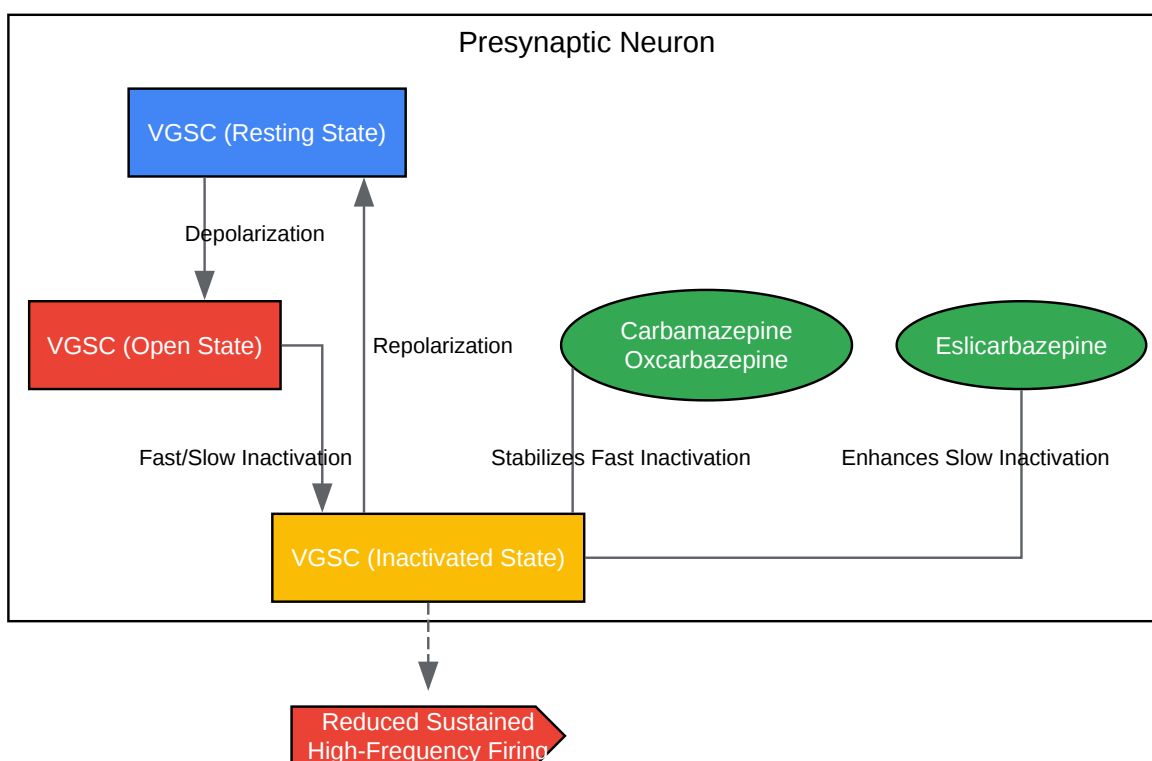 Presynaptic Neuron
VGSC (Resting State)
Depolarization
VGSC (Open State)
Repolarization
Carbamazepine
Oxcarbazepine
Eslicarbazepine
Fast/Slow Inactivation
Stabilizes Fast Inactivation
Enhances Slow Inactivation
VGSC (Inactivated State)
Reduced Sustained
High-Frequency Firing